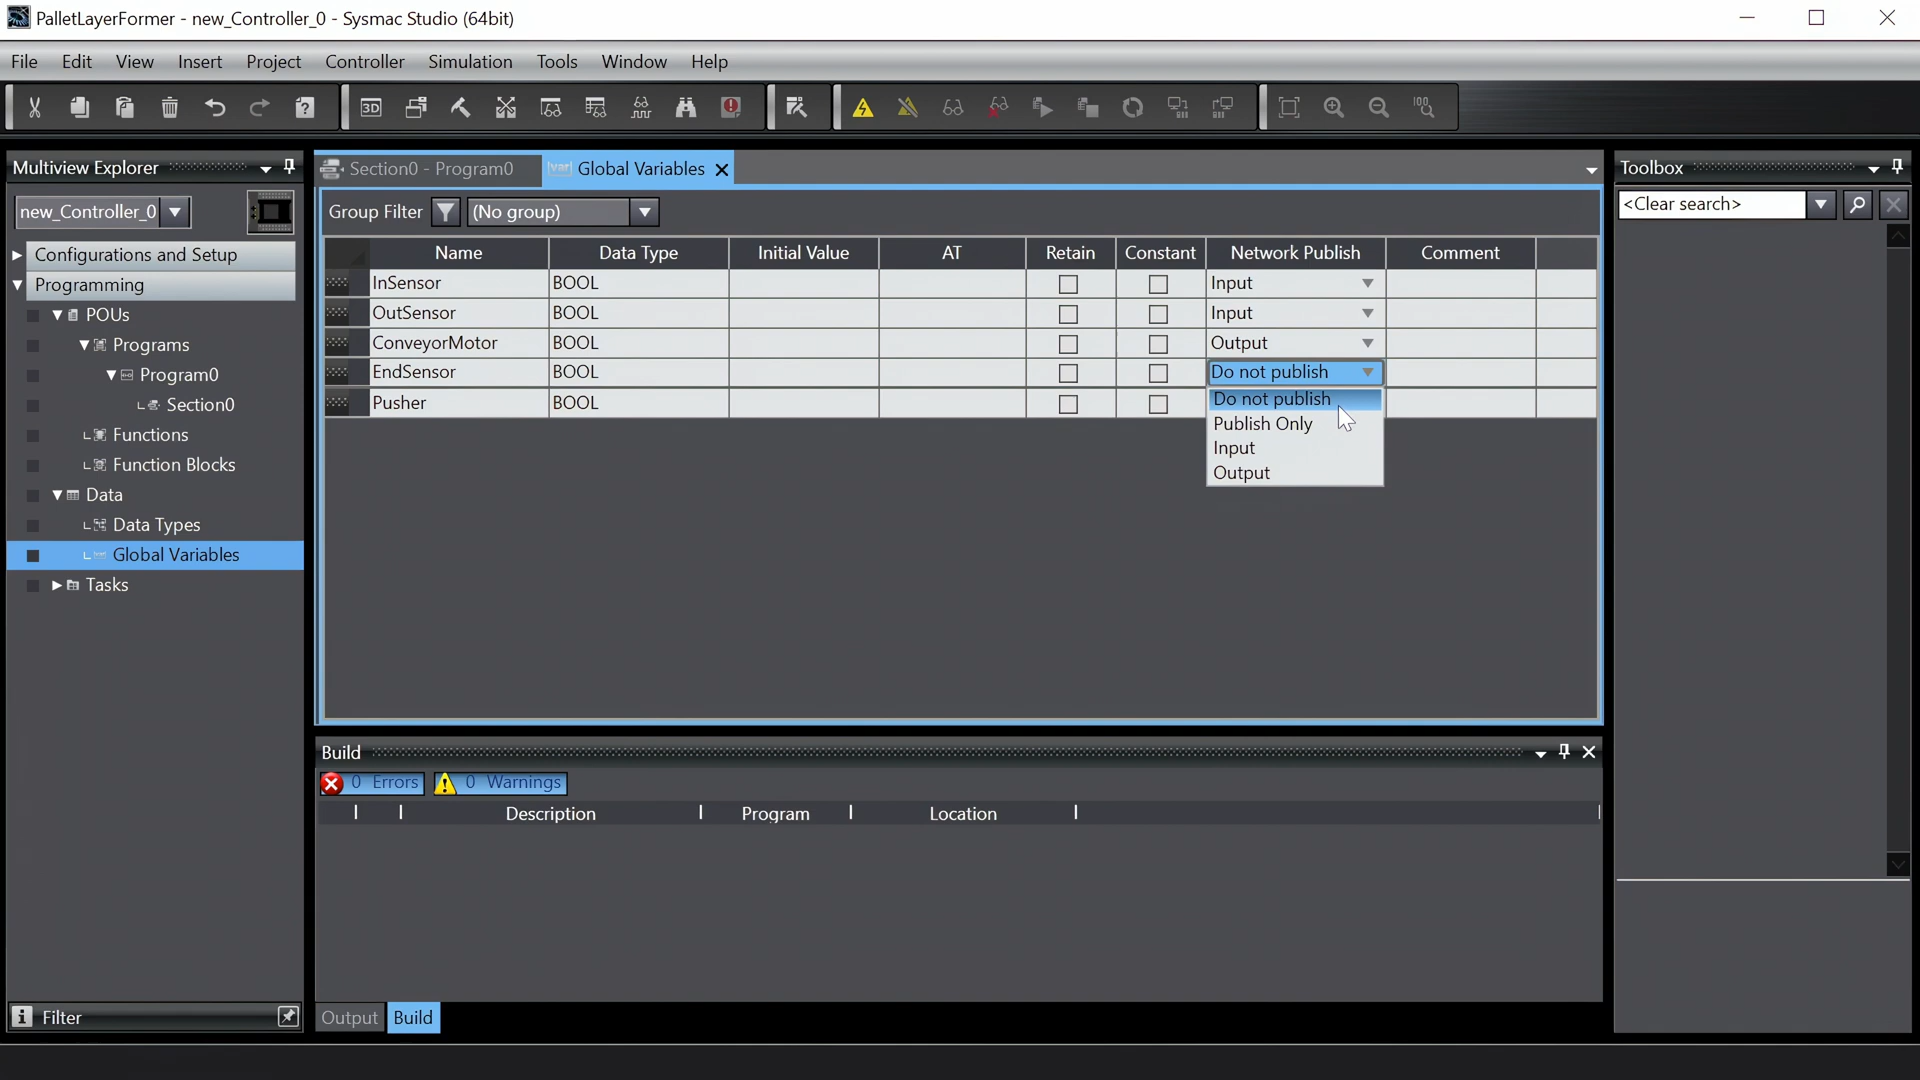 PalletLayerFormer - new_Controller_0 - Sysmac Studio (64bit)
File Edit View Insert Project Controller Simulation Tools Window Help
3D
100
Multiview Explorer
new_Controller_0
Configurations and Setup
Programming
POUs
Programs
Program0
Section0
Functions
Function Blocks
Data
Data Types
Global Variables
Tasks
Filter
Section0 - Program0
Global Variables
Group Filter (No group)
Name Data Type Initial Value AT Retain Constant Network Publish Comment
InSensor BOOL Input
OutSensor BOOL Input
ConveyorMotor BOOL Output
EndSensor BOOL Do not publish
Pusher BOOL
Do not publish
Publish Only
Input
Output
Build
0 Errors 0 Warnings
Description Program Location
Output Build
Toolbox
<Clear search>